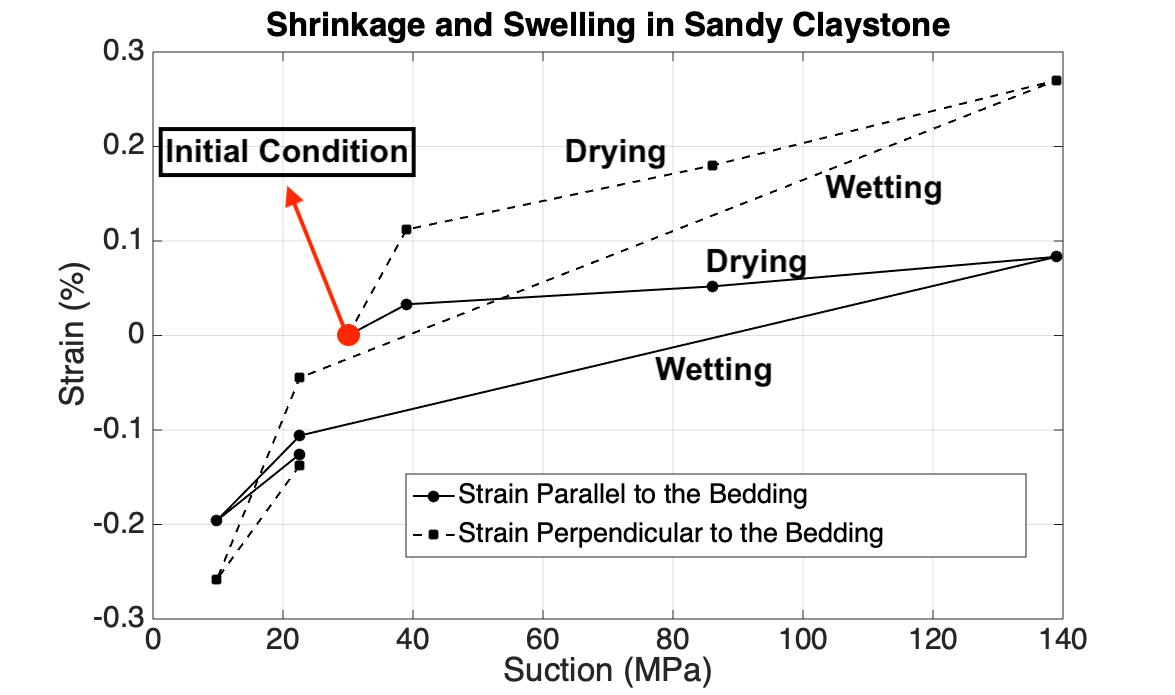 Shrinkage and Swelling in Sandy Claystone
0.3
0.2
0.1
0
-0.1
-0.2
-0.3
Strain (%)
Initial Condition
Drying
Wetting
Drying
Wetting
Strain Parallel to the Bedding
Strain Perpendicular to the Bedding
0 20 40 60 80 100 120 140
Suction (MPa)